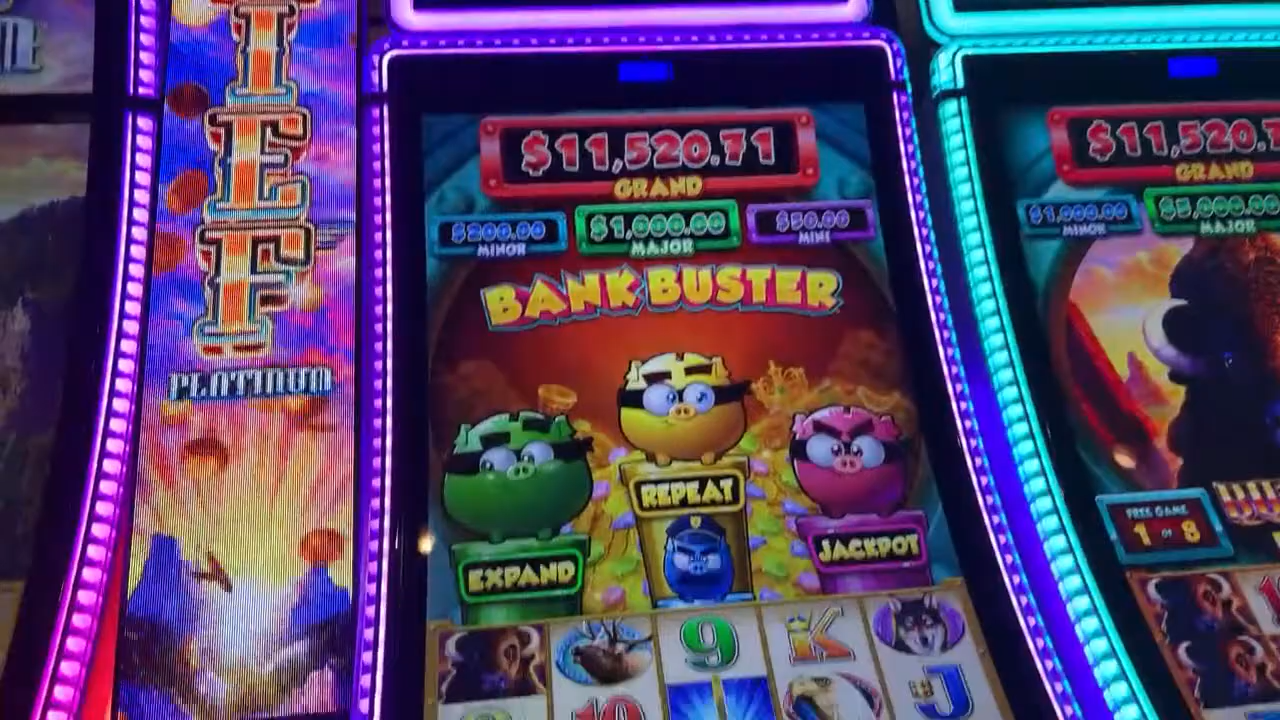 IEF
PLATINUM
$11,520.71
GRAND
$200.00
MINOR
$1,000.00
MAJOR
$50.00
MINI
BANK BUSTER
REPEAT
EXPAND
JACKPOT
9
K
10
J
$11,520.7
GRAND
$1,000.00
MINOR
$5,000.00
MAJOR
FREE GAME
1 OF 8